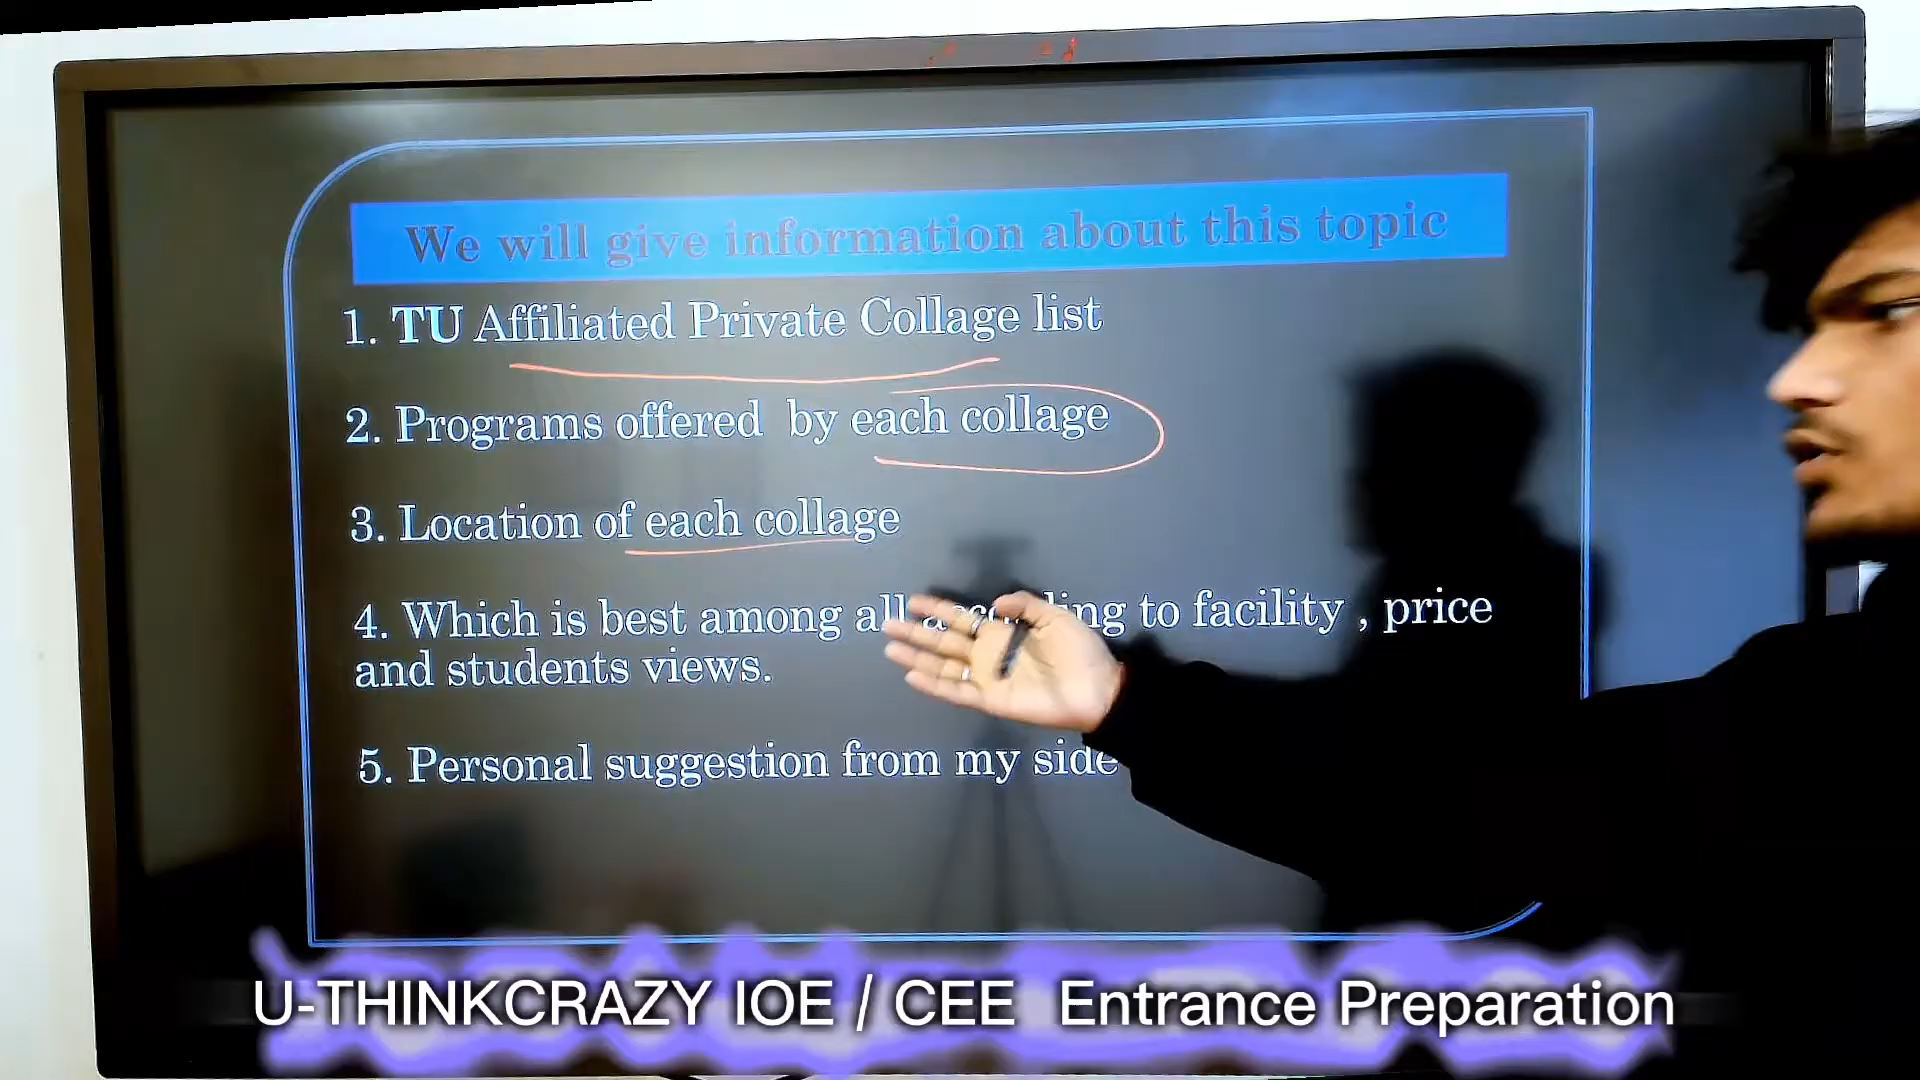 We will give information about this topic
1. TU Affiliated Private Collage list
2. Programs offered by each collage
3. Location of each collage
4. Which is best among all to facility , price
and students views.
5. Personal suggestion from my side
U-THINKCRAZY IOE / CEE Entrance Preparation